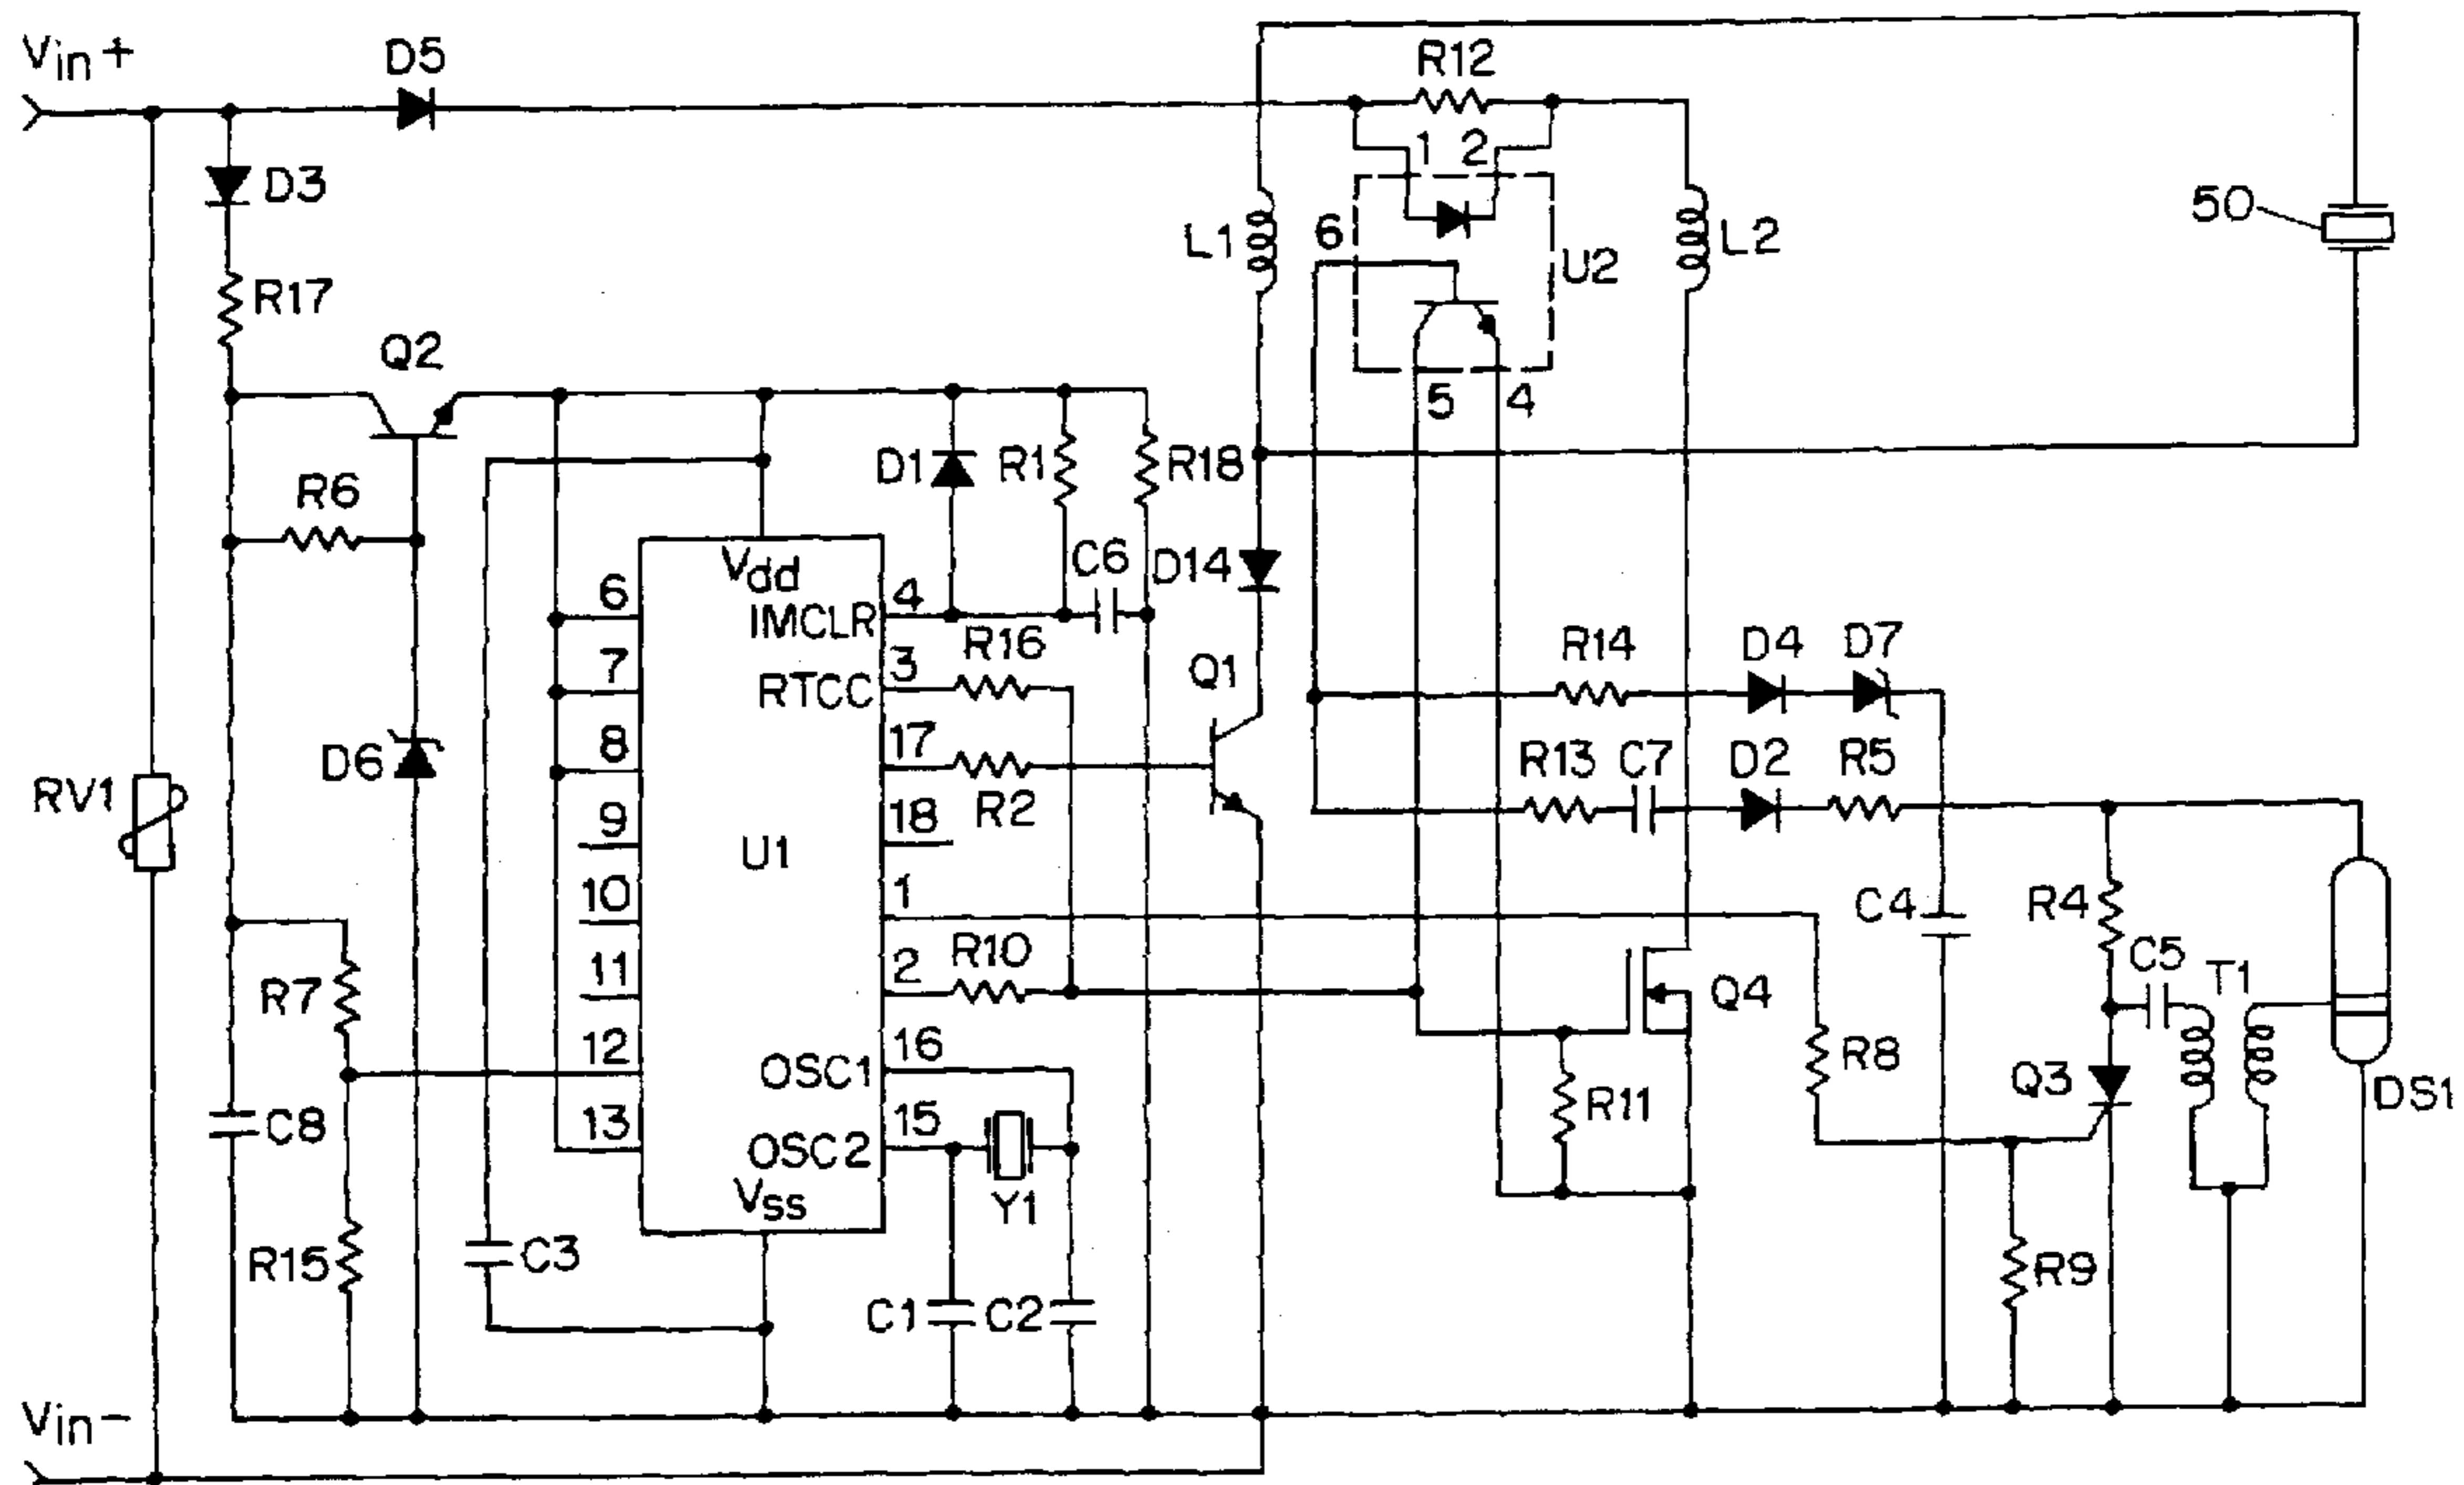 Vin+
D5
R12
D3
1 2
50
L1
6
L2
U2
R17
Q2
5 4
R6
D1
R1
R18
Vdd
C6
D14
6
4
IMCLR
R16
R14
D4
D7
7
3
RTCC
Q1
8
17
D6
R13
C7
D2
R5
RV1
R2
9
18
U1
10
1
C4
R4
R10
C5
T1
11
2
R7
Q4
12
16
OSC1
R8
Q3
DS1
C8
13
15
OSC2
R11
Vss
Y1
R15
C3
R9
C1
C2
Vin-